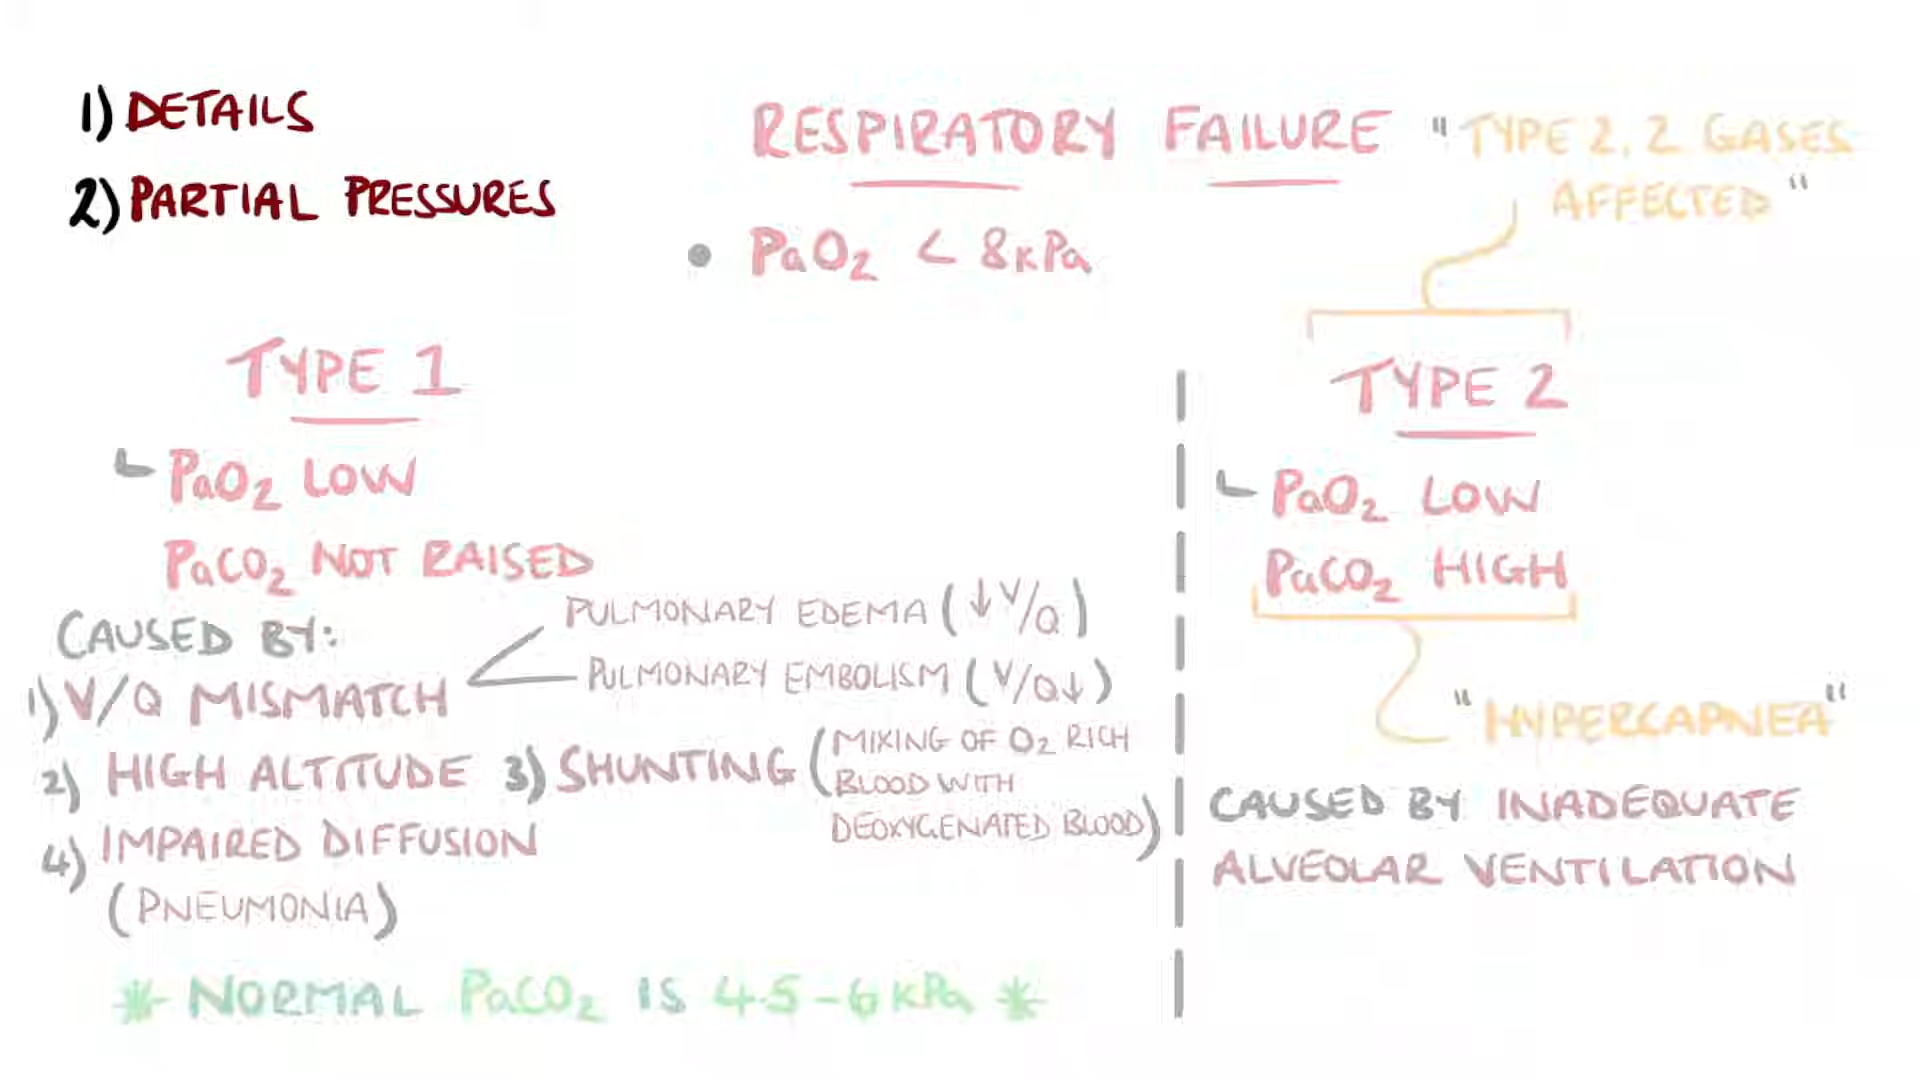 1) DETAILS
2) PARTIAL PRESSURES
RESPIRATORY FAILURE
"TYPE 2, 2 GASES
AFFECTED"
• PaO2 < 8kPa
TYPE 1
PaO2 LOW
PaCO2 NOT RAISED
CAUSED BY:
1) V/Q MISMATCH
PULMONARY EDEMA (↓V/Q)
PULMONARY EMBOLISM (V/Q↓)
2) HIGH ALTITUDE
3) SHUNTING (MIXING OF O2 RICH
BLOOD WITH
DEOXYGENATED BLOOD)
4) IMPAIRED DIFFUSION
(PNEUMONIA)
* NORMAL PaCO2 IS 4.5-6kPa *
TYPE 2
PaO2 LOW
PaCO2 HIGH
"HYPERCAPNEA"
CAUSED BY INADEQUATE
ALVEOLAR VENTILATION